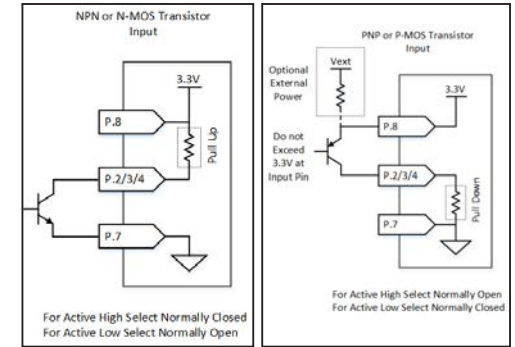 NPN or N-MOS Transistor
Input
3.3V
P.8
Pull Up
P.2/3/4
P.7
For Active High Select Normally Closed
For Active Low Select Normally Open
PNP or P-MOS Transistor
Input
Optional
External
Power
Vext
3.3V
P.8
Do not
Exceed
3.3V at
Input Pin
P.2/3/4
Pull Down
P.7
For Active High Select Normally Open
For Active Low Select Normally Closed